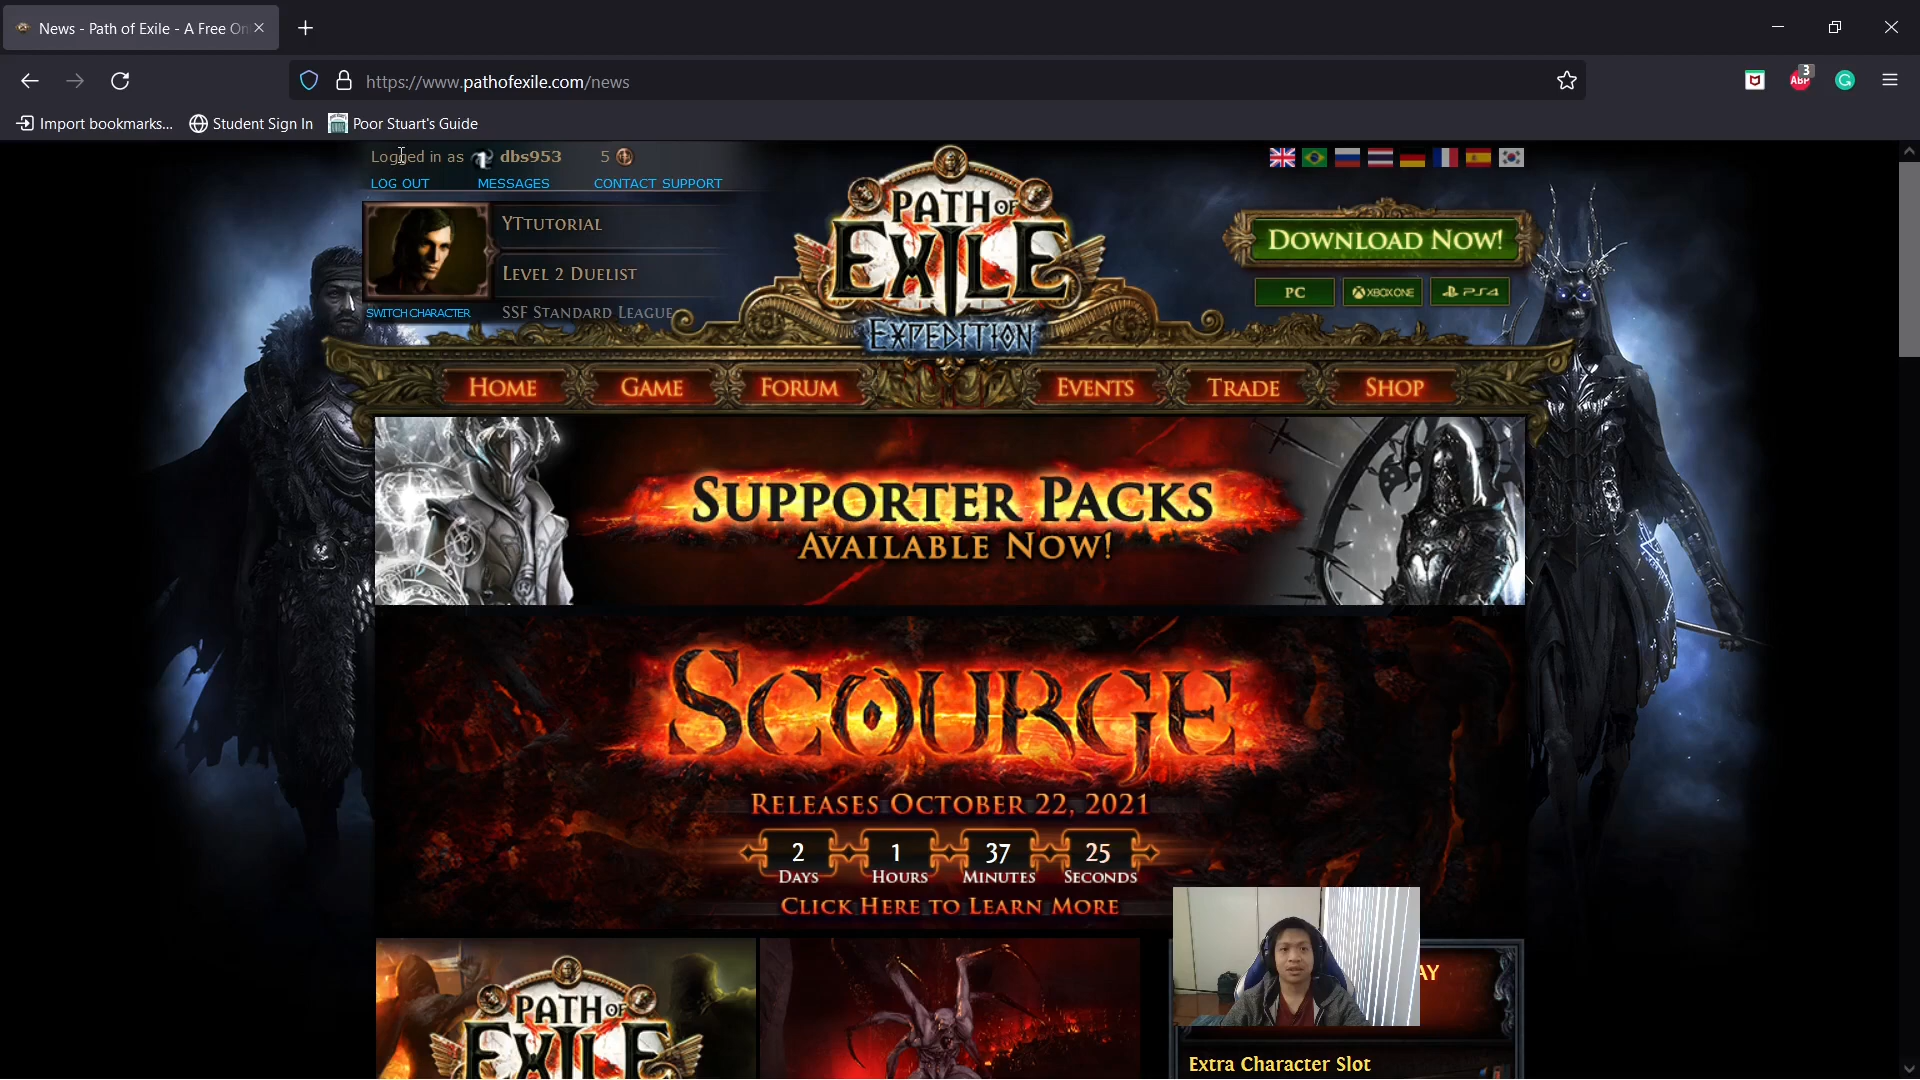 News - Path of Exile - A Free On
https://www.pathofexile.com/news
ABP
3
G
Import bookmarks...
Student Sign In
Poor Stuart's Guide
Logged in as
1
dbs953
5
LOG OUT
MESSAGES
CONTACT SUPPORT
YTTUTORIAL
LEVEL 2 DUELIST
SWITCH CHARACTER
SSF STANDARD LEAGUE
PATH OF
EXILE
EXPEDITION
DOWNLOAD NOW!
PC
XBOX ONE
PS4
HOME
GAME
FORUM
EVENTS
TRADE
SHOP
SUPPORTER PACKS
AVAILABLE NOW!
SCOURGE
RELEASES OCTOBER 22, 2021
2
1
37
25
DAYS
HOURS
MINUTES
SECONDS
CLICK HERE TO LEARN MORE
PATH OF
EXILE
AY
Extra Character Slot